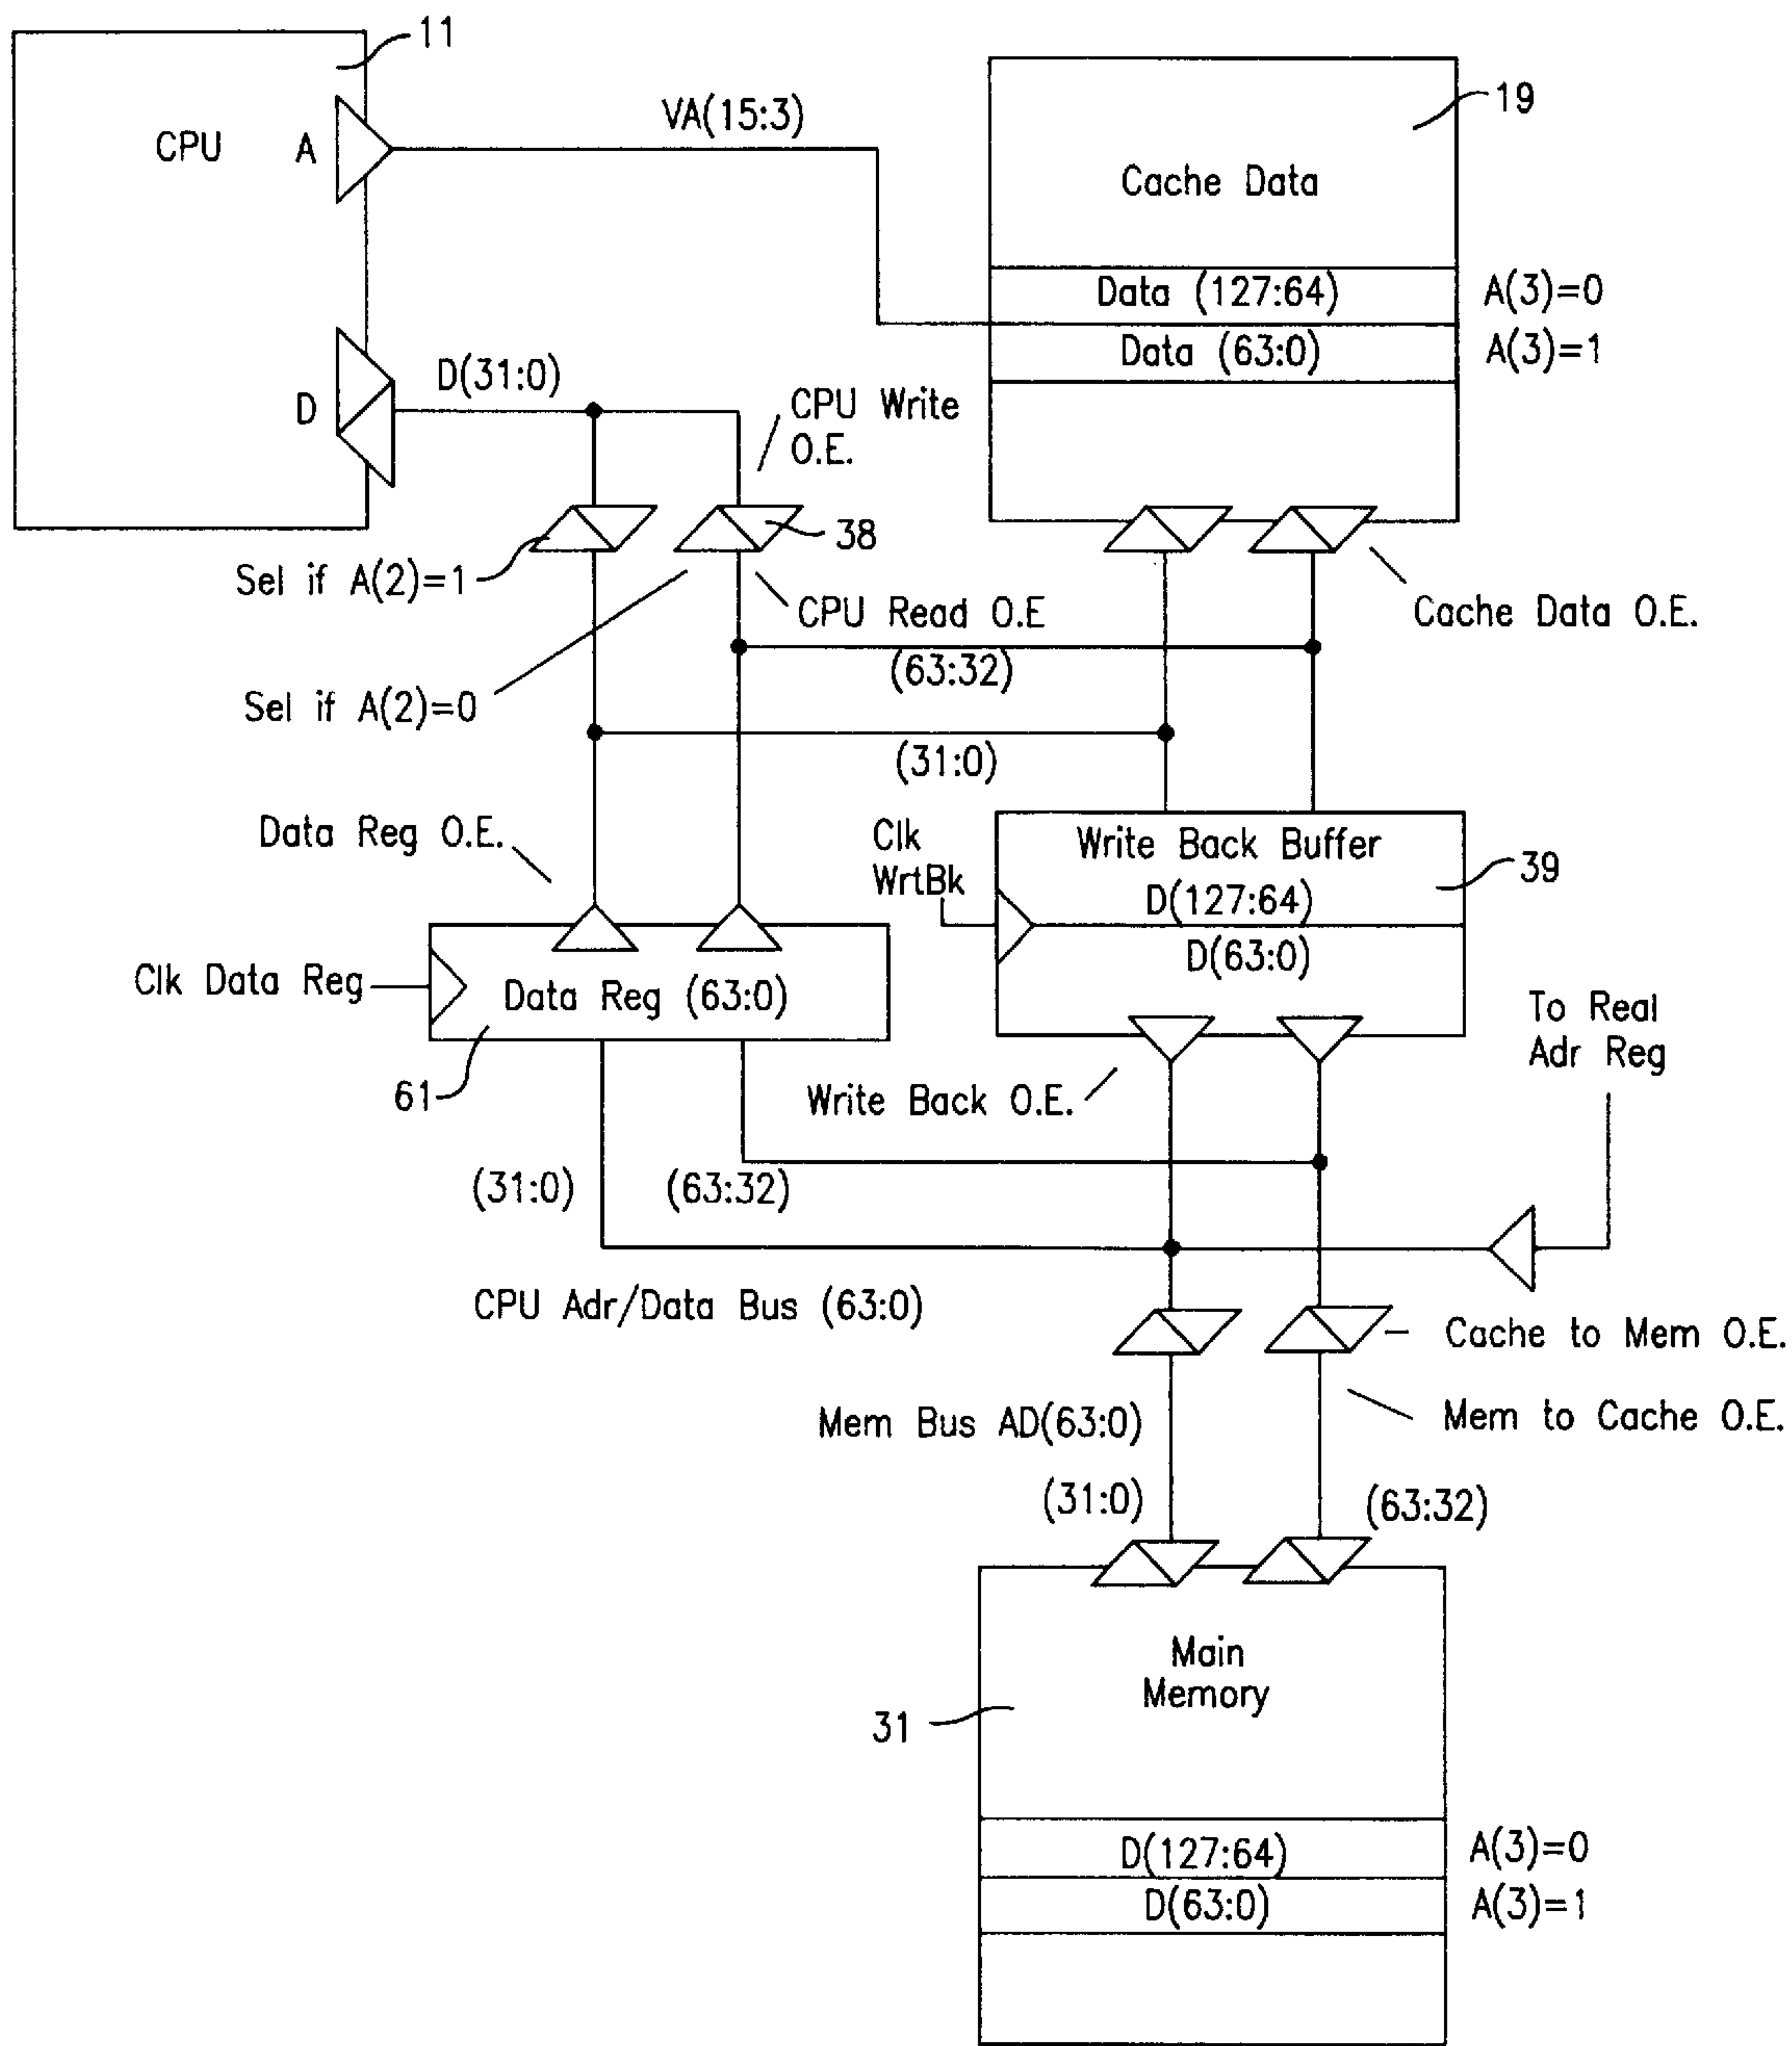 11
CPU
A
VA(15:3)
19
Cache Data
Data (127:64)
A(3)=0
Data (63:0)
A(3)=1
D
D(31:0)
CPU Write
O.E.
38
Sel if A(2)=1
CPU Read O.E
Cache Data O.E.
(63:32)
Sel if A(2)=0
(31:0)
Data Reg O.E.
Clk
WrtBk
Write Back Buffer
39
D(127:64)
D(63:0)
Clk Data Reg
Data Reg (63:0)
To Real
Adr Reg
61
Write Back O.E.
(31:0)
(63:32)
CPU Adr/Data Bus (63:0)
Cache to Mem O.E.
Mem Bus AD(63:0)
Mem to Cache O.E.
(31:0)
(63:32)
Main
Memory
31
D(127:64)
A(3)=0
D(63:0)
A(3)=1